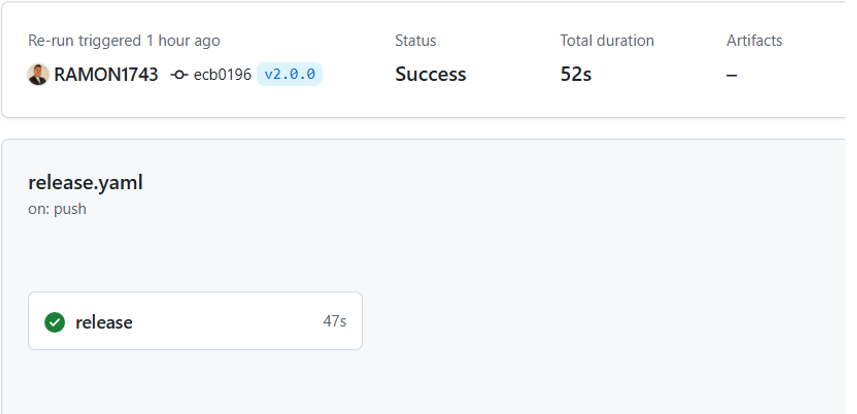 Re-run triggered 1 hour ago
RAMON1743 ecb0196 v2.0.0
Status
Success
Total duration
52s
Artifacts
–
release.yaml
on: push
release 47s